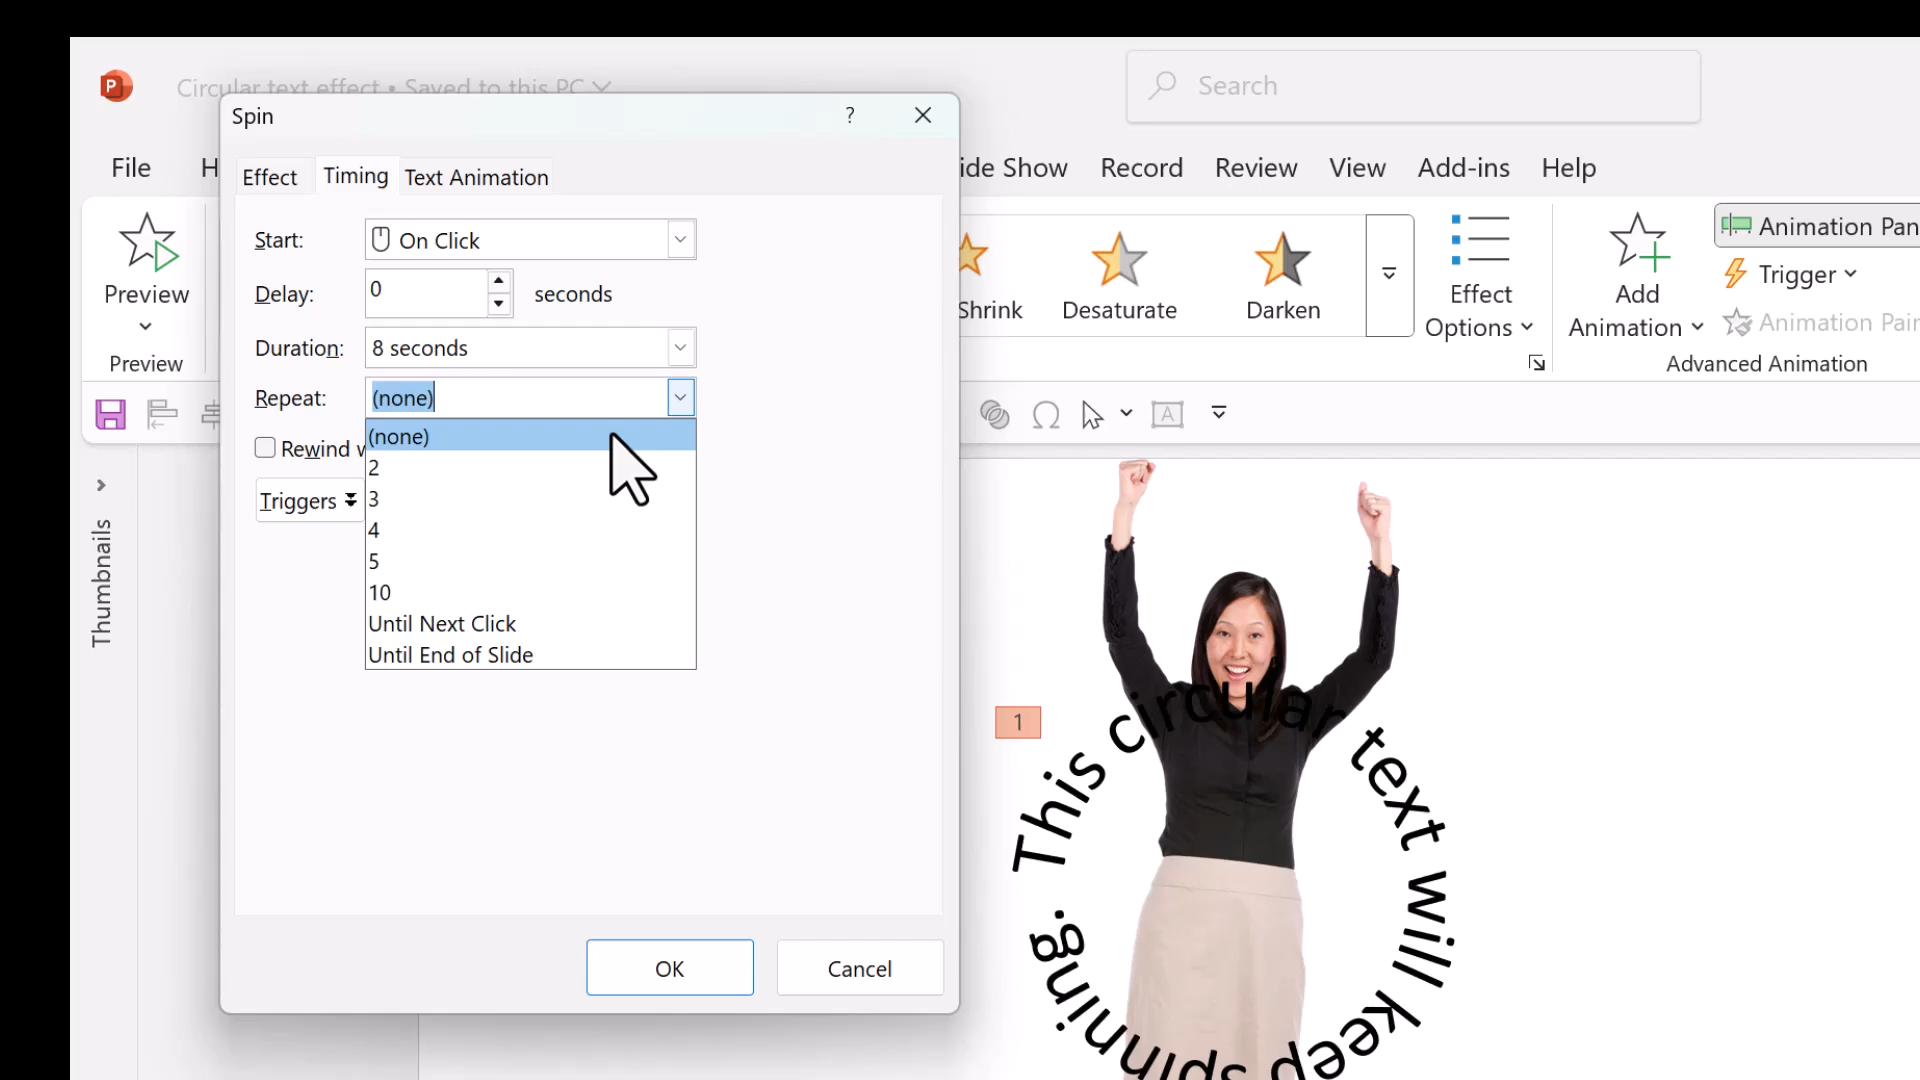 P
Circular text effect • Saved to this PC
Search
Spin
?
File
H
ide Show
Record
Review
View
Add-ins
Help
Effect
Timing
Text Animation
Start:
On Click
Delay:
0
seconds
Duration:
8 seconds
Repeat:
(none)
(none)
2
3
4
5
10
Until Next Click
Until End of Slide
Rewind w
Triggers
OK
Cancel
Preview
Preview
Shrink
Desaturate
Darken
Effect
Options
Add
Animation
Animation Pan
Trigger
Animation Pain
Advanced Animation
Ω
A
Thumbnails
1
This circular text will keep spinning.